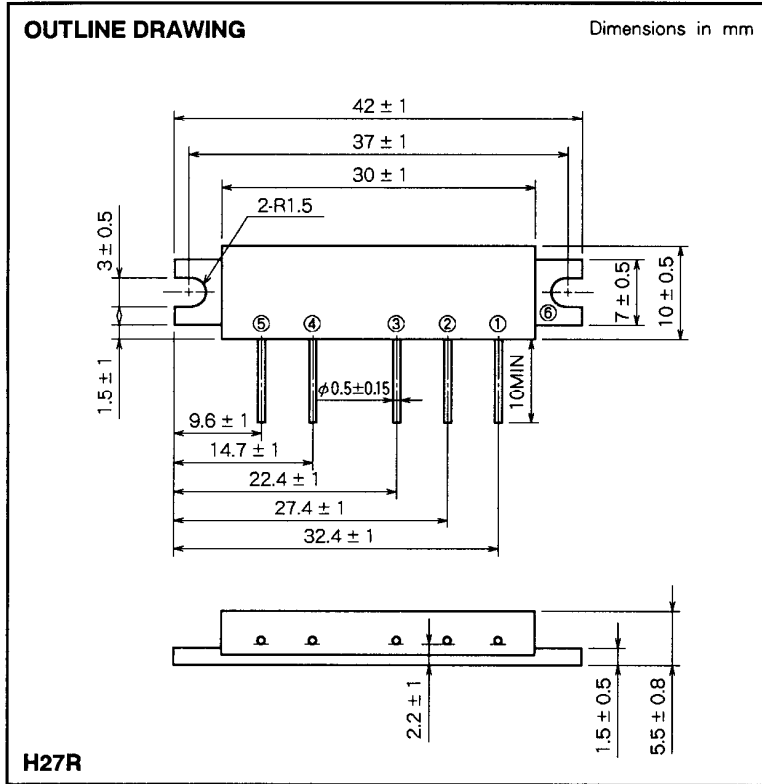 OUTLINE DRAWING
Dimensions in mm
42 ± 1
37 ± 1
30 ± 1
2-R1.5
3 ± 0.5
1.5 ± 1
7 ± 0.5
10 ± 0.5
⑥
⑤ ④ ③ ② ①
ϕ0.5±0.15
10MIN
9.6 ± 1
14.7 ± 1
22.4 ± 1
27.4 ± 1
32.4 ± 1
2.2 ± 1
1.5 ± 0.5
5.5 ± 0.8
H27R